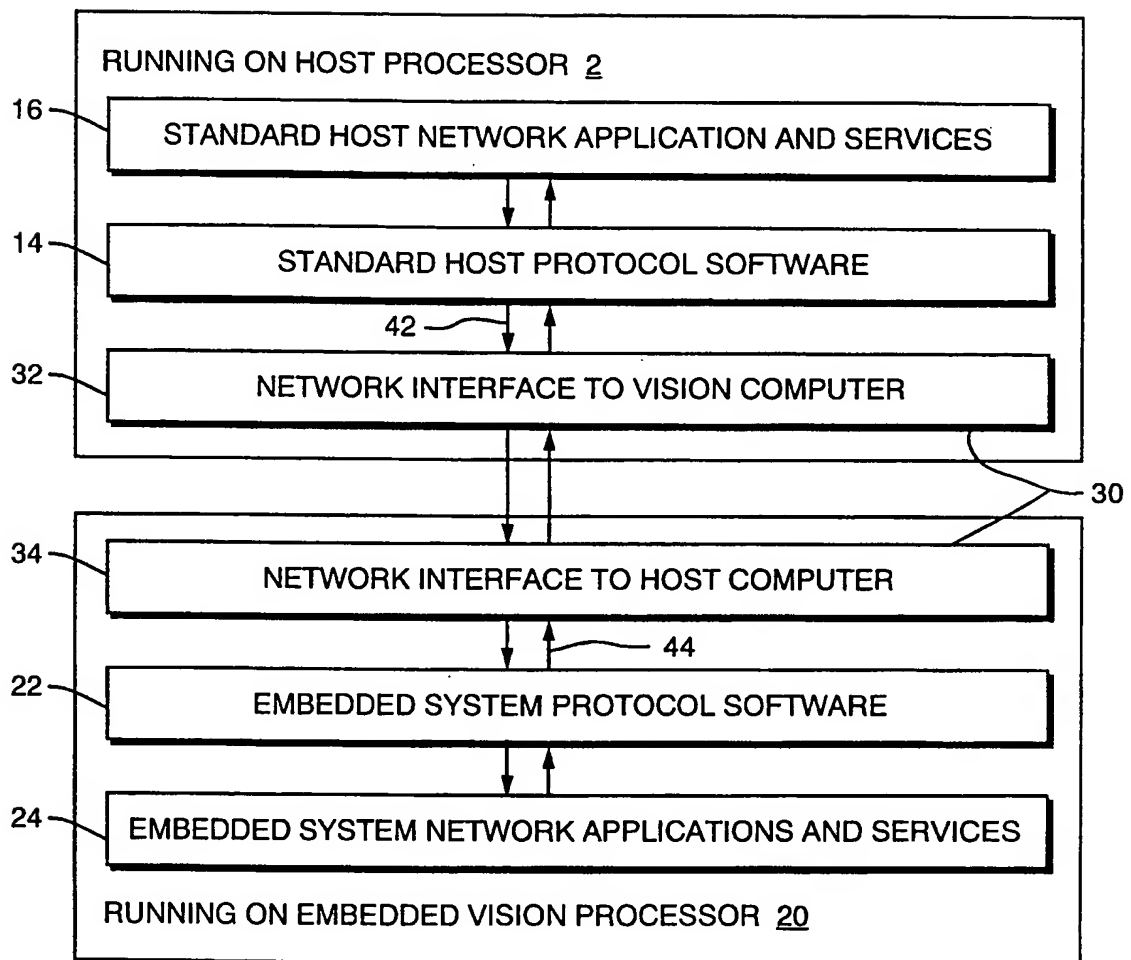 RUNNING ON HOST PROCESSOR 2
16
STANDARD HOST NETWORK APPLICATION AND SERVICES
14
STANDARD HOST PROTOCOL SOFTWARE
42
32
NETWORK INTERFACE TO VISION COMPUTER
30
34
NETWORK INTERFACE TO HOST COMPUTER
44
22
EMBEDDED SYSTEM PROTOCOL SOFTWARE
24
EMBEDDED SYSTEM NETWORK APPLICATIONS AND SERVICES
RUNNING ON EMBEDDED VISION PROCESSOR 20